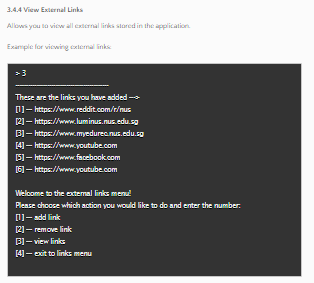 3.4.4 View External Links
Allows you to view all external links stored in the application.
Example for viewing external links:
> 3
These are the links you have added -->
[1] -- https://www.reddit.com/r/nus
[2] -- https://www.luminus.nus.edu.sg
[3] -- https://www.myedurec.nus.edu.sg
[4] -- https://www.youtube.com
[5] -- https://www.facebook.com
[6] -- https://www.youtube.com
Welcome to the external links menu!
Please choose which action you would like to do and enter the number:
[1] -- add link
[2] -- remove link
[3] -- view links
[4] -- exit to links menu